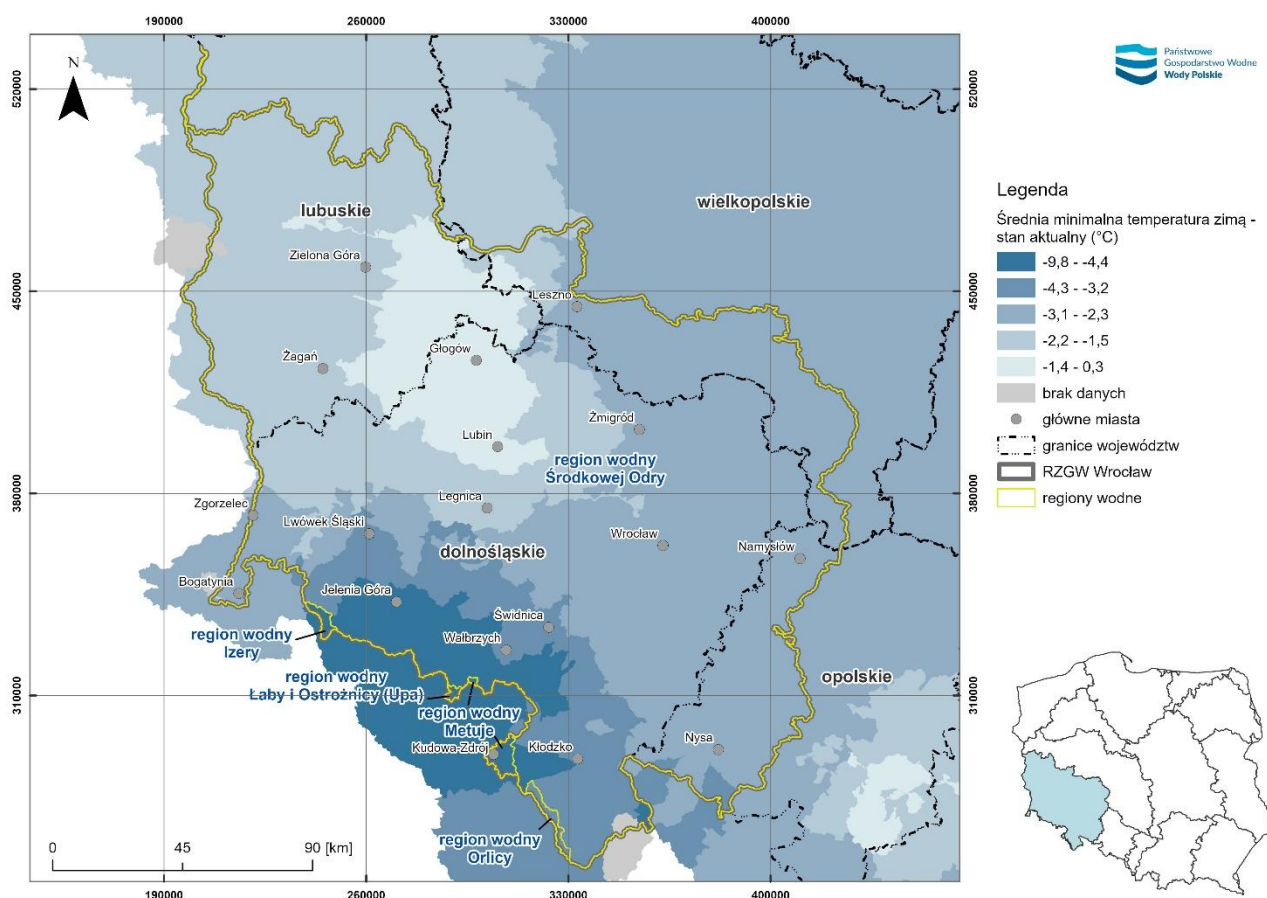 190000
260000
330000
400000
520000
520000
N
Państwowe
Gospodarstwo Wodne
Wody Polskie
Legenda
Średnia minimalna temperatura zimą -
stan aktualny (°C)
-9,8 - -4,4
-4,3 - -3,2
-3,1 - -2,3
-2,2 - -1,5
-1,4 - 0,3
brak danych
główne miasta
granice województw
RZGW Wrocław
regiony wodne
wielkopolskie
lubuskie
Zielona Góra
450000
Leszno
450000
Głogów
Żagań
Żmigród
Lubin
region wodny
Środkowej Odry
380000
380000
Zgorzelec
Legnica
Lwówek Śląski
Wrocław
Namysłów
dolnośląskie
Bogatynia
Jelenia Góra
Świdnica
Wałbrzych
region wodny
Izery
region wodny
Łaby i Ostrożnicy (Upa)
opolskie
310000
310000
region wodny
Metuje
Kudowa-Zdrój
Kłodzko
Nysa
region wodny
Orlicy
0
45
90 [km]
190000
260000
330000
400000